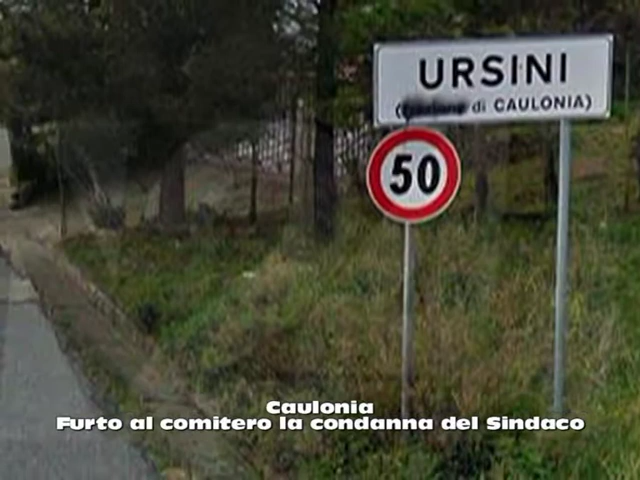 URSINI
di CAULONIA)
50
Caulonia
Furto al comitero la condanna del Sindaco